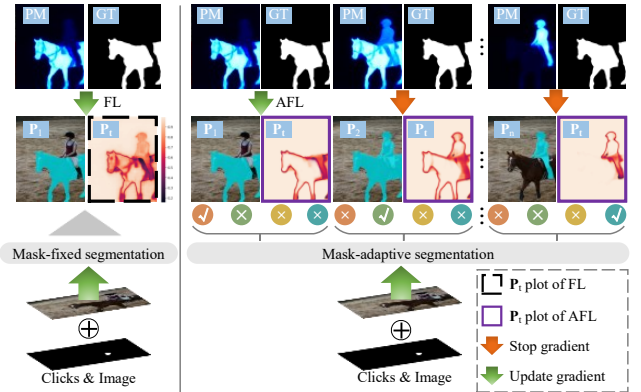 PM GT PM GT PM GT PM GT
FL AFL
P₁ Pₜ P₁ Pₜ P₂ Pₜ Pₙ Pₜ
Mask-fixed segmentation
Mask-adaptive segmentation
Clicks & Image
Clicks & Image
Pₜ plot of FL
Pₜ plot of AFL
Stop gradient
Update gradient